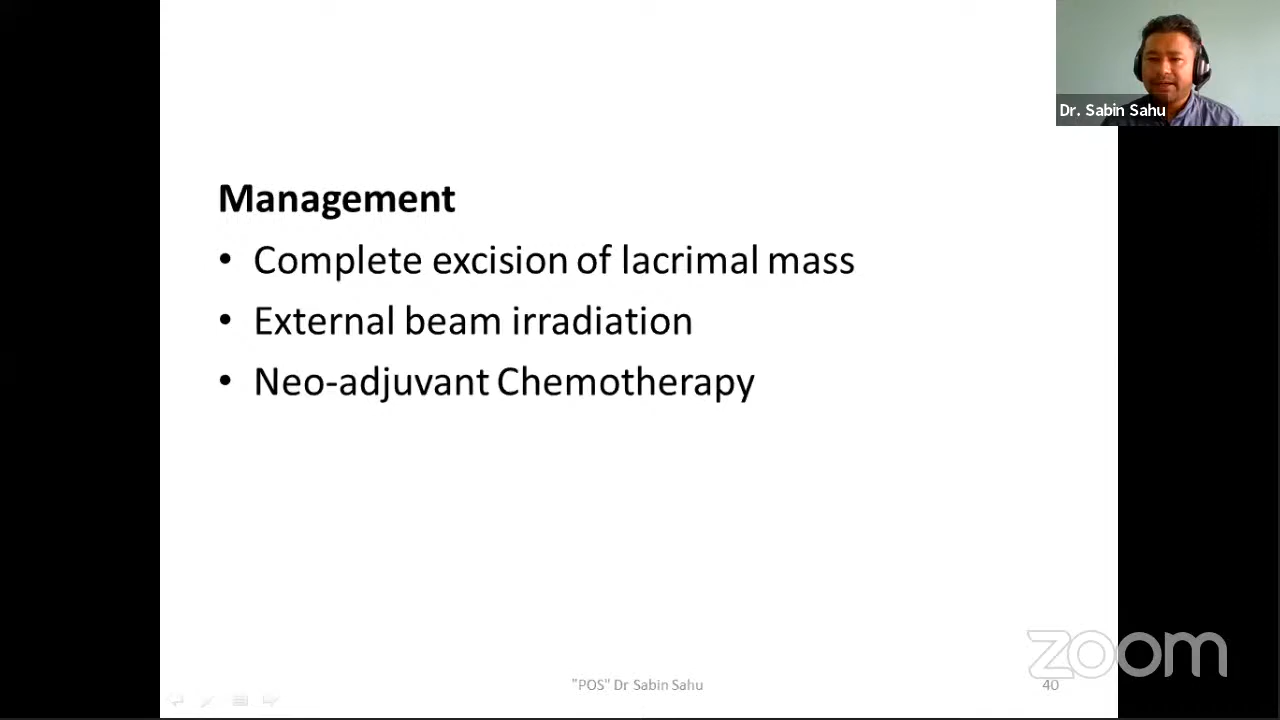 Dr. Sabin Sahu
Management
• Complete excision of lacrimal mass
• External beam irradiation
• Neo-adjuvant Chemotherapy
zoom
"POS" Dr Sabin Sahu
40